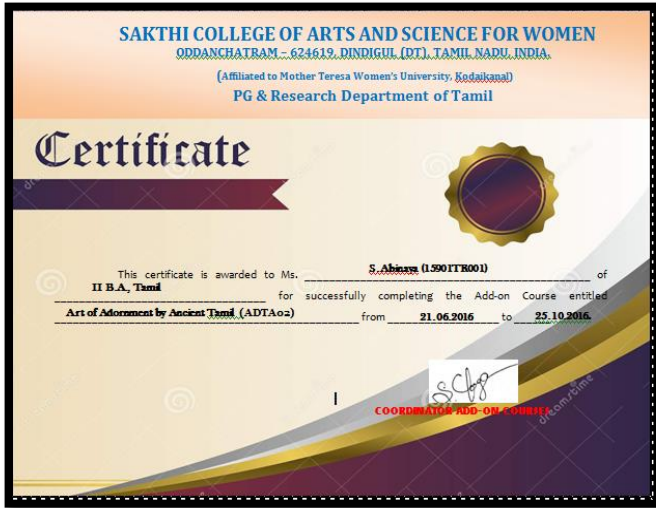 SAKTHI COLLEGE OF ARTS AND SCIENCE FOR WOMEN
ODDANCHATRAM – 624619, DINDIGUL (DT), TAMIL NADU, INDIA,
(Affiliated to Mother Teresa Women's University, Kodaikanal)
PG & Research Department of Tamil
Certificate
This certificate is awarded to Ms. S. Abinaya (15901TR001) of
II B.A., Tamil for successfully completing the Add-on Course entitled
Art of Adornment by Ancient Tamil (ADTA02) from 21.06.2016 to 25.10.2016.
COORDINATOR ADD-ON COURSES
dreamstime